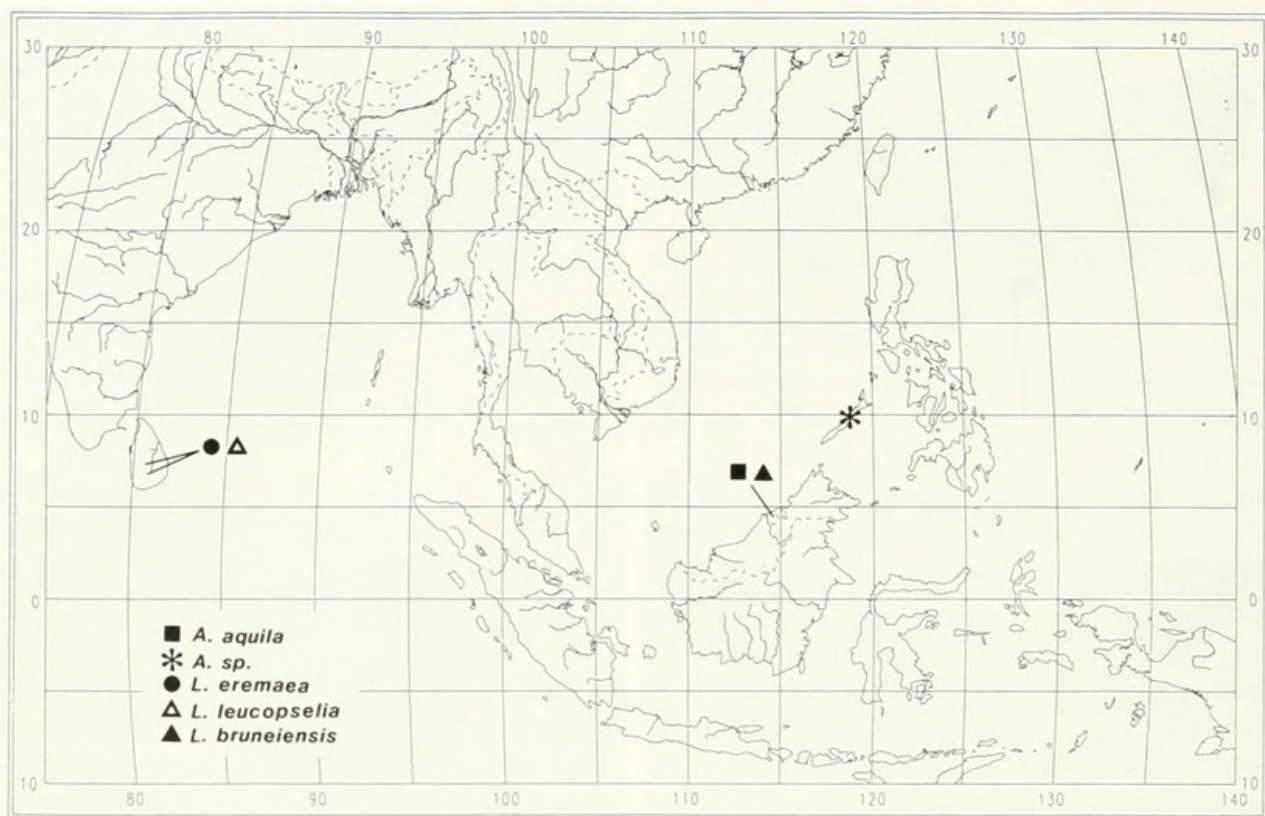 80 90 100 110 120 130 140
30 30
20 20
10 10
0 0
■ A. aquila
✻ A. sp.
● L. eremaea
△ L. leucopselia
▲ L. bruneiensis
10 10
80 90 100 110 120 130 140